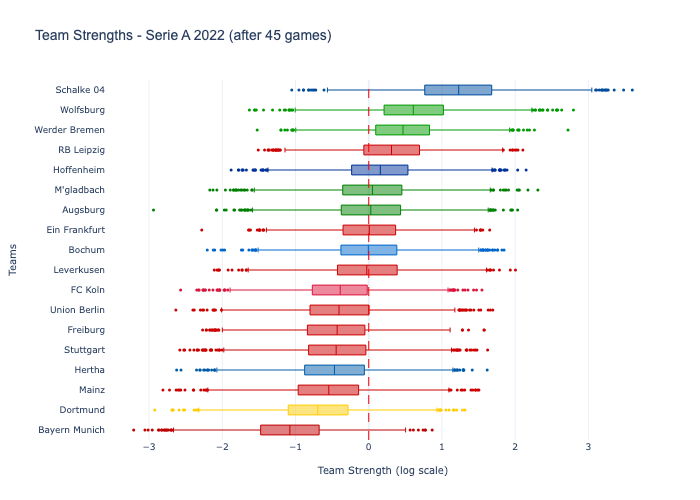 Team Strengths - Serie A 2022 (after 45 games)
Schalke 04
Wolfsburg
Werder Bremen
RB Leipzig
Hoffenheim
M'gladbach
Augsburg
Ein Frankfurt
Bochum
Leverkusen
FC Koln
Union Berlin
Freiburg
Stuttgart
Hertha
Mainz
Dortmund
Bayern Munich
Teams
−3 −2 −1 0 1 2 3
Team Strength (log scale)